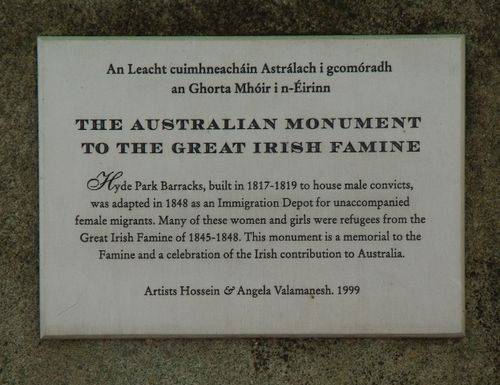 An Leacht cuimhneacháin Astrálach i gcomóradh
an Ghorta Mhóir i n-Éirinn
THE AUSTRALIAN MONUMENT
TO THE GREAT IRISH FAMINE
Hyde Park Barracks, built in 1817-1819 to house male convicts,
was adapted in 1848 as an Immigration Depot for unaccompanied
female migrants. Many of these women and girls were refugees from the
Great Irish Famine of 1845-1848. This monument is a memorial to the
Famine and a celebration of the Irish contribution to Australia.
Artists Hossein & Angela Valamanesh. 1999